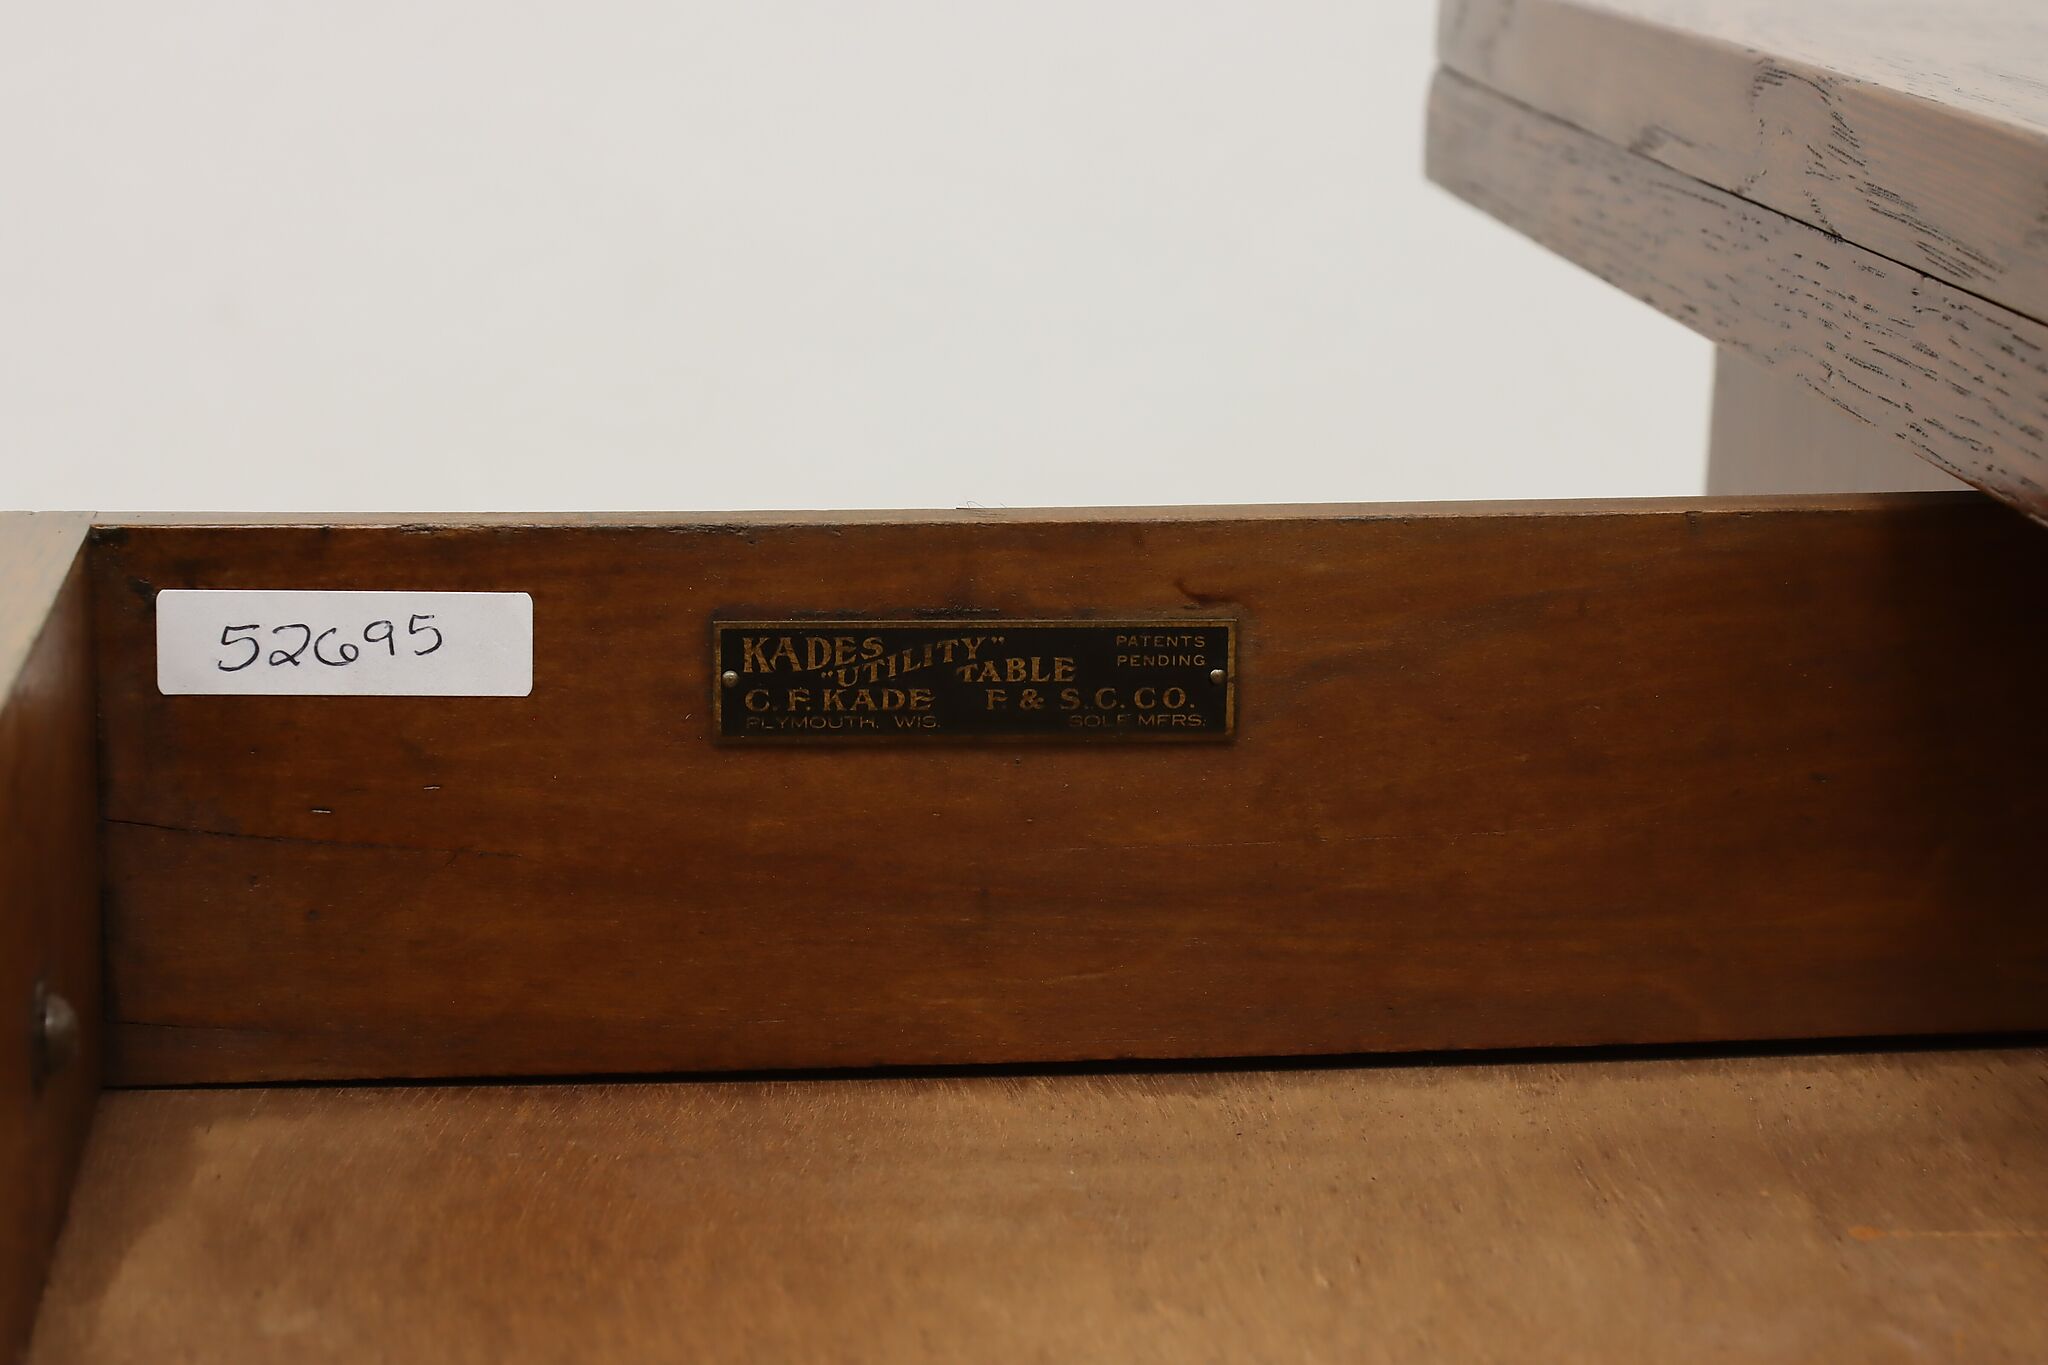 52695
KADES "UTILITY" TABLE
PATENTS
PENDING
C. F. KADE F. & S. C. CO.
PLYMOUTH, WIS. SOLE MFRS.